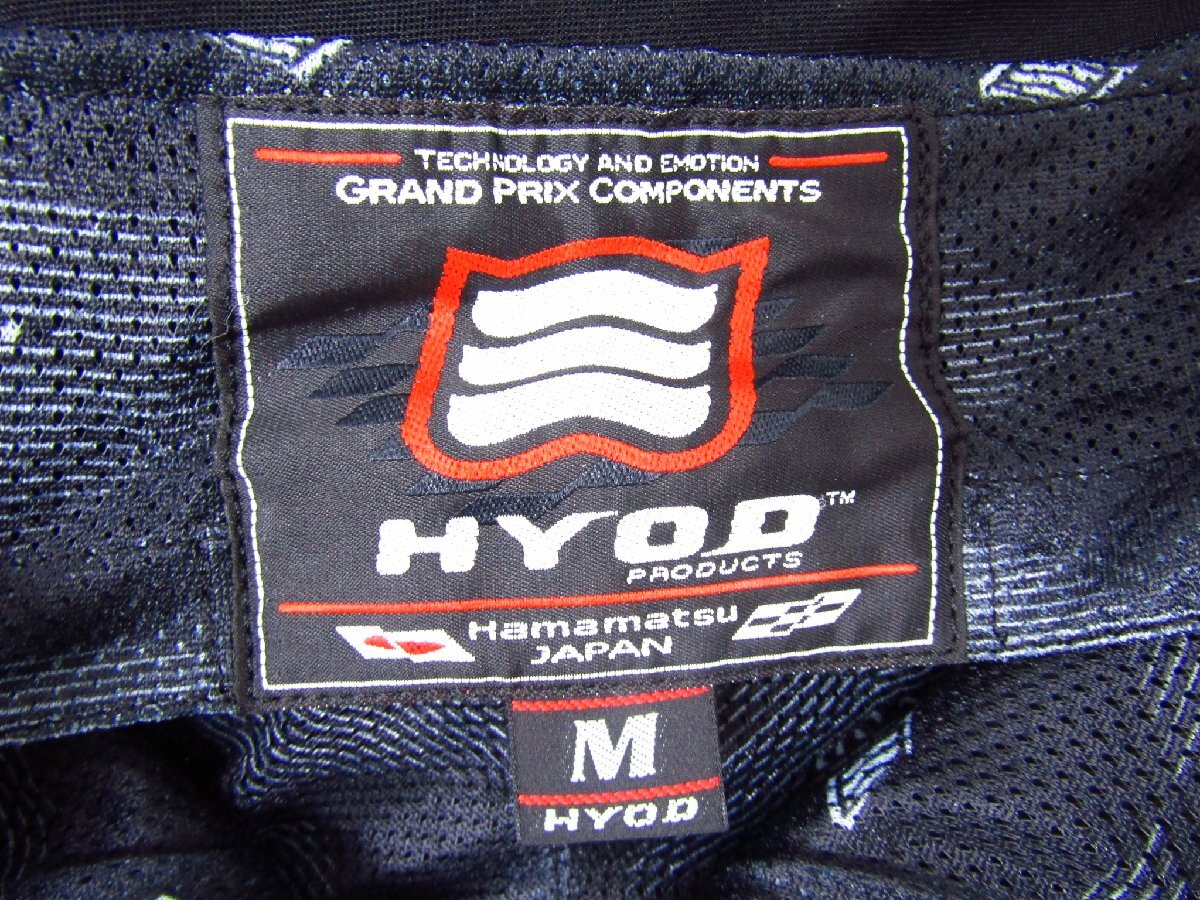 TECHNOLOGY AND EMOTION
GRAND PRIX COMPONENTS
HYOD™
PRODUCTS
Hamamatsu
JAPAN
M
HYOD